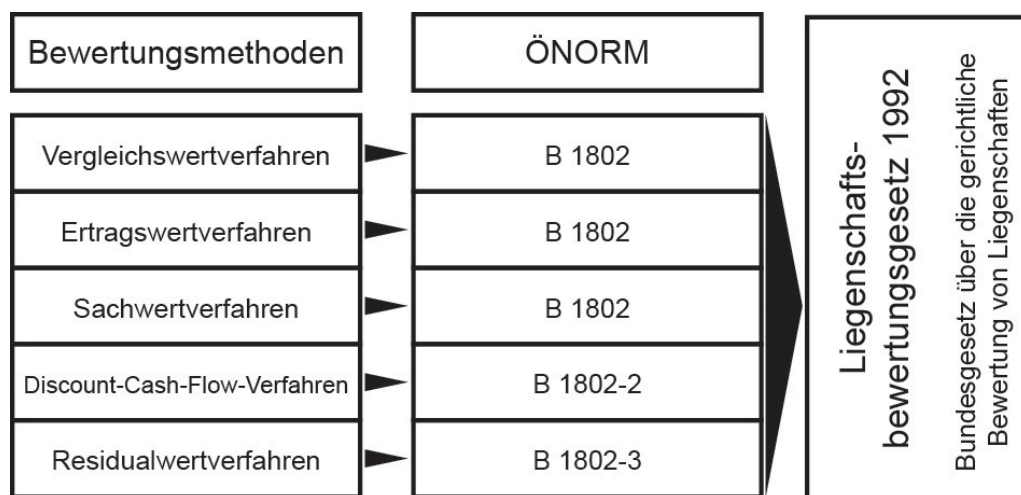 Bewertungsmethoden
ÖNORM
Vergleichswertverfahren
B 1802
Ertragswertverfahren
B 1802
Sachwertverfahren
B 1802
Discount-Cash-Flow-Verfahren
B 1802-2
Residualwertverfahren
B 1802-3
Liegenschafts-
bewertungsgesetz 1992
Bundesgesetz über die gerichtliche
Bewertung von Liegenschaften